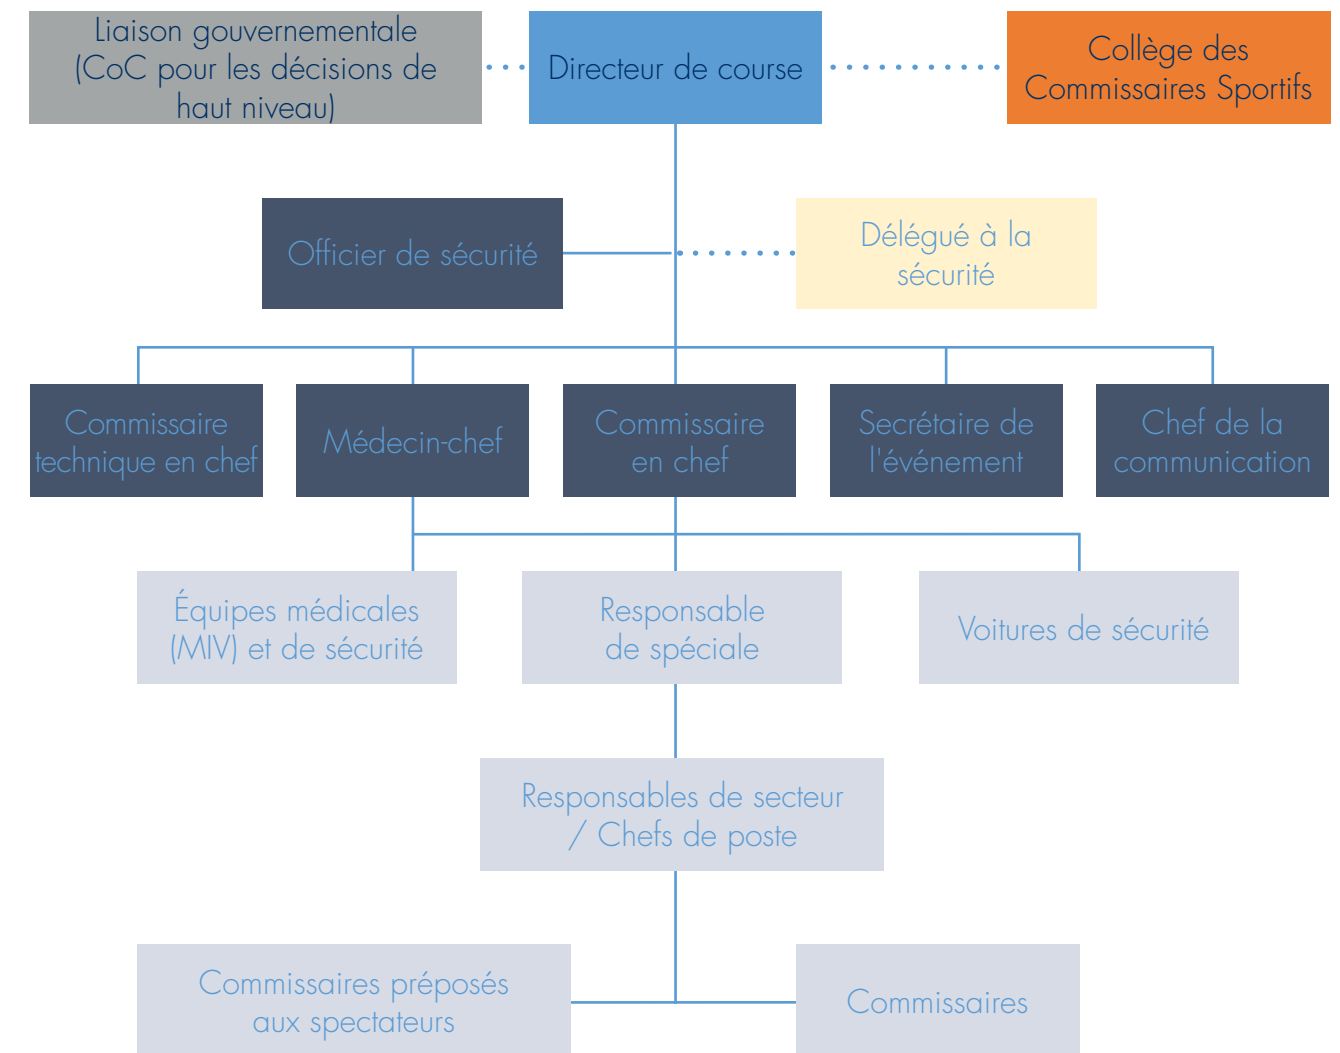 Liaison gouvernementale
(CoC pour les décisions de
haut niveau)
Directeur de course
Collège des
Commissaires Sportifs
Officier de sécurité
Délégué à la
sécurité
Commissaire
technique en chef
Médecin-chef
Commissaire
en chef
Secrétaire de
l'événement
Chef de la
communication
Équipes médicales
(MIV) et de sécurité
Responsable
de spéciale
Voitures de sécurité
Responsables de secteur
/ Chefs de poste
Commissaires préposés
aux spectateurs
Commissaires